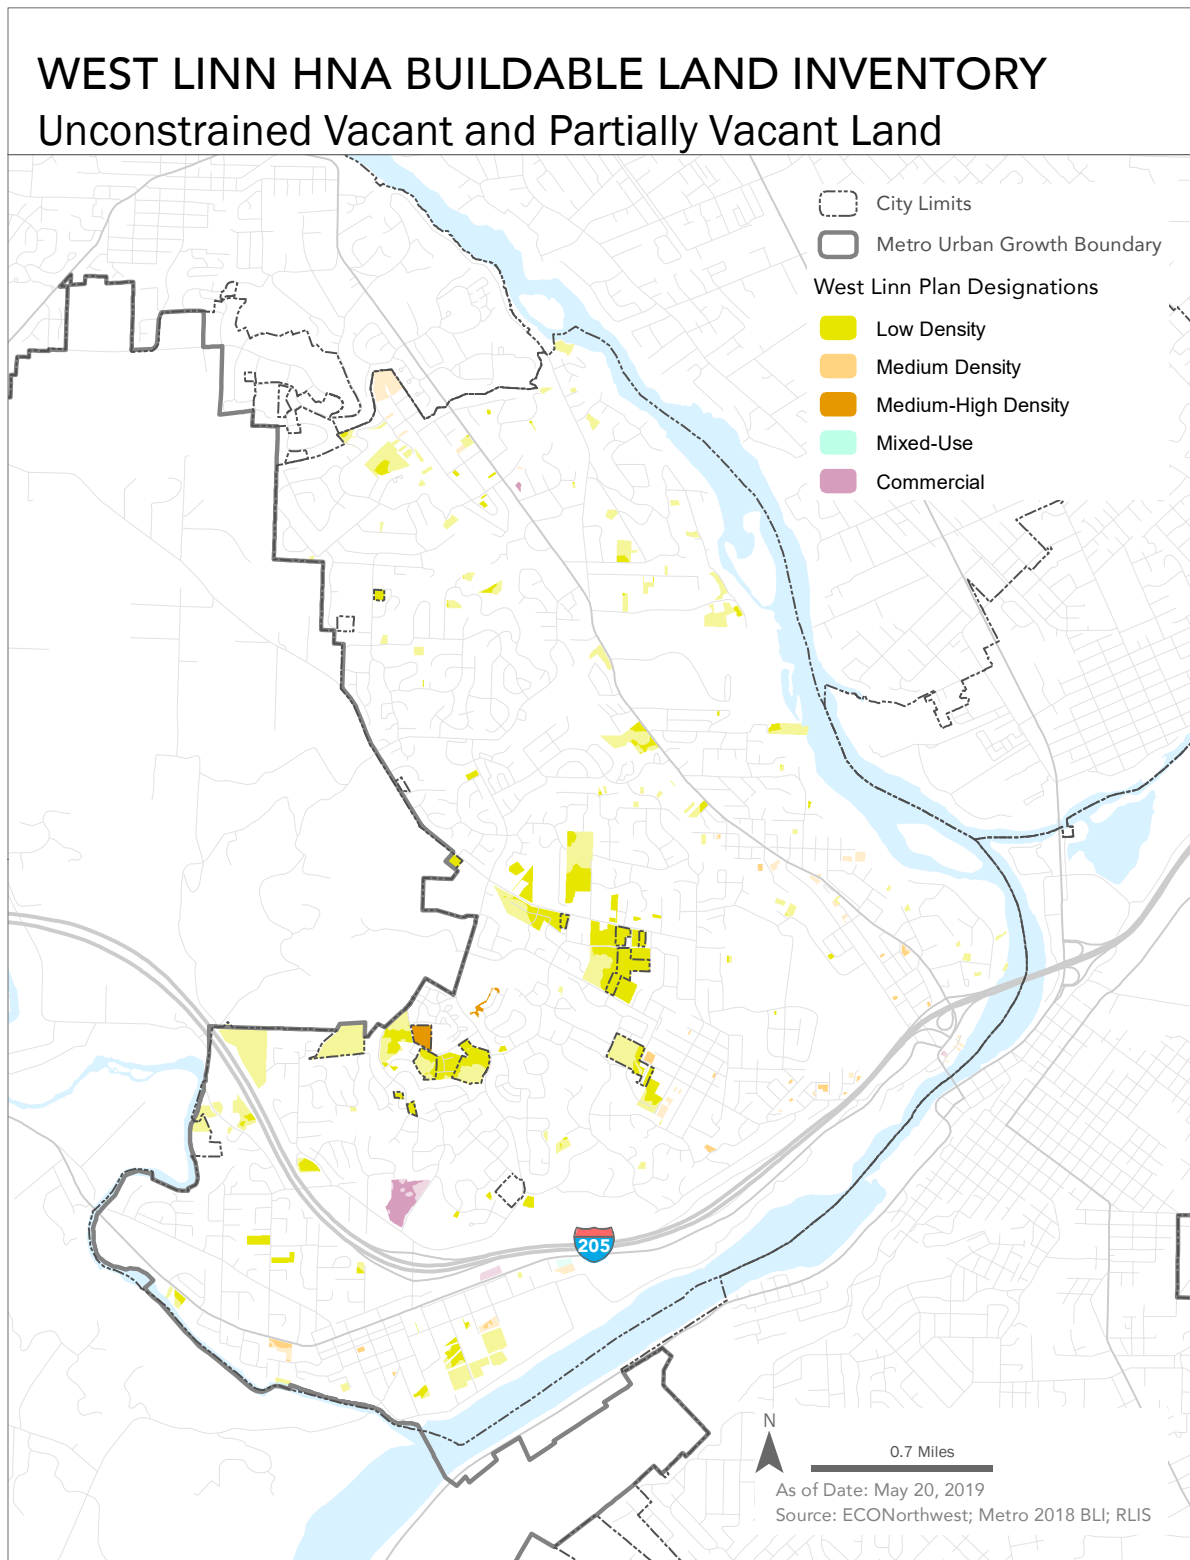 WEST LINN HNA BUILDABLE LAND INVENTORY
Unconstrained Vacant and Partially Vacant Land
City Limits
Metro Urban Growth Boundary
West Linn Plan Designations
Low Density
Medium Density
Medium-High Density
Mixed-Use
Commercial
205
N
0.7 Miles
As of Date: May 20, 2019
Source: ECONorthwest; Metro 2018 BLI; RLIS